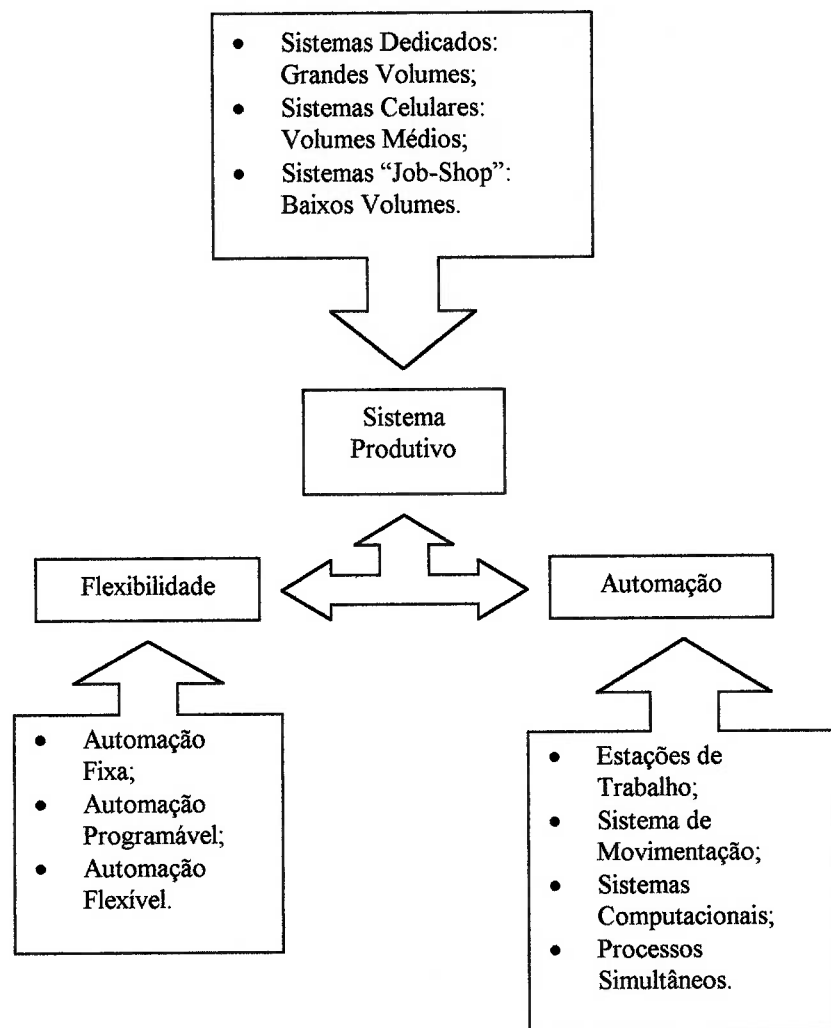 • Sistemas Dedicados:
Grandes Volumes;
• Sistemas Celulares:
Volumes Médios;
• Sistemas “Job-Shop”:
Baixos Volumes.
Sistema
Produtivo
Flexibilidade
Automação
• Automação
Fixa;
• Automação
Programável;
• Automação
Flexível.
• Estações de
Trabalho;
• Sistema de
Movimentação;
• Sistemas
Computacionais;
• Processos
Simultâneos.